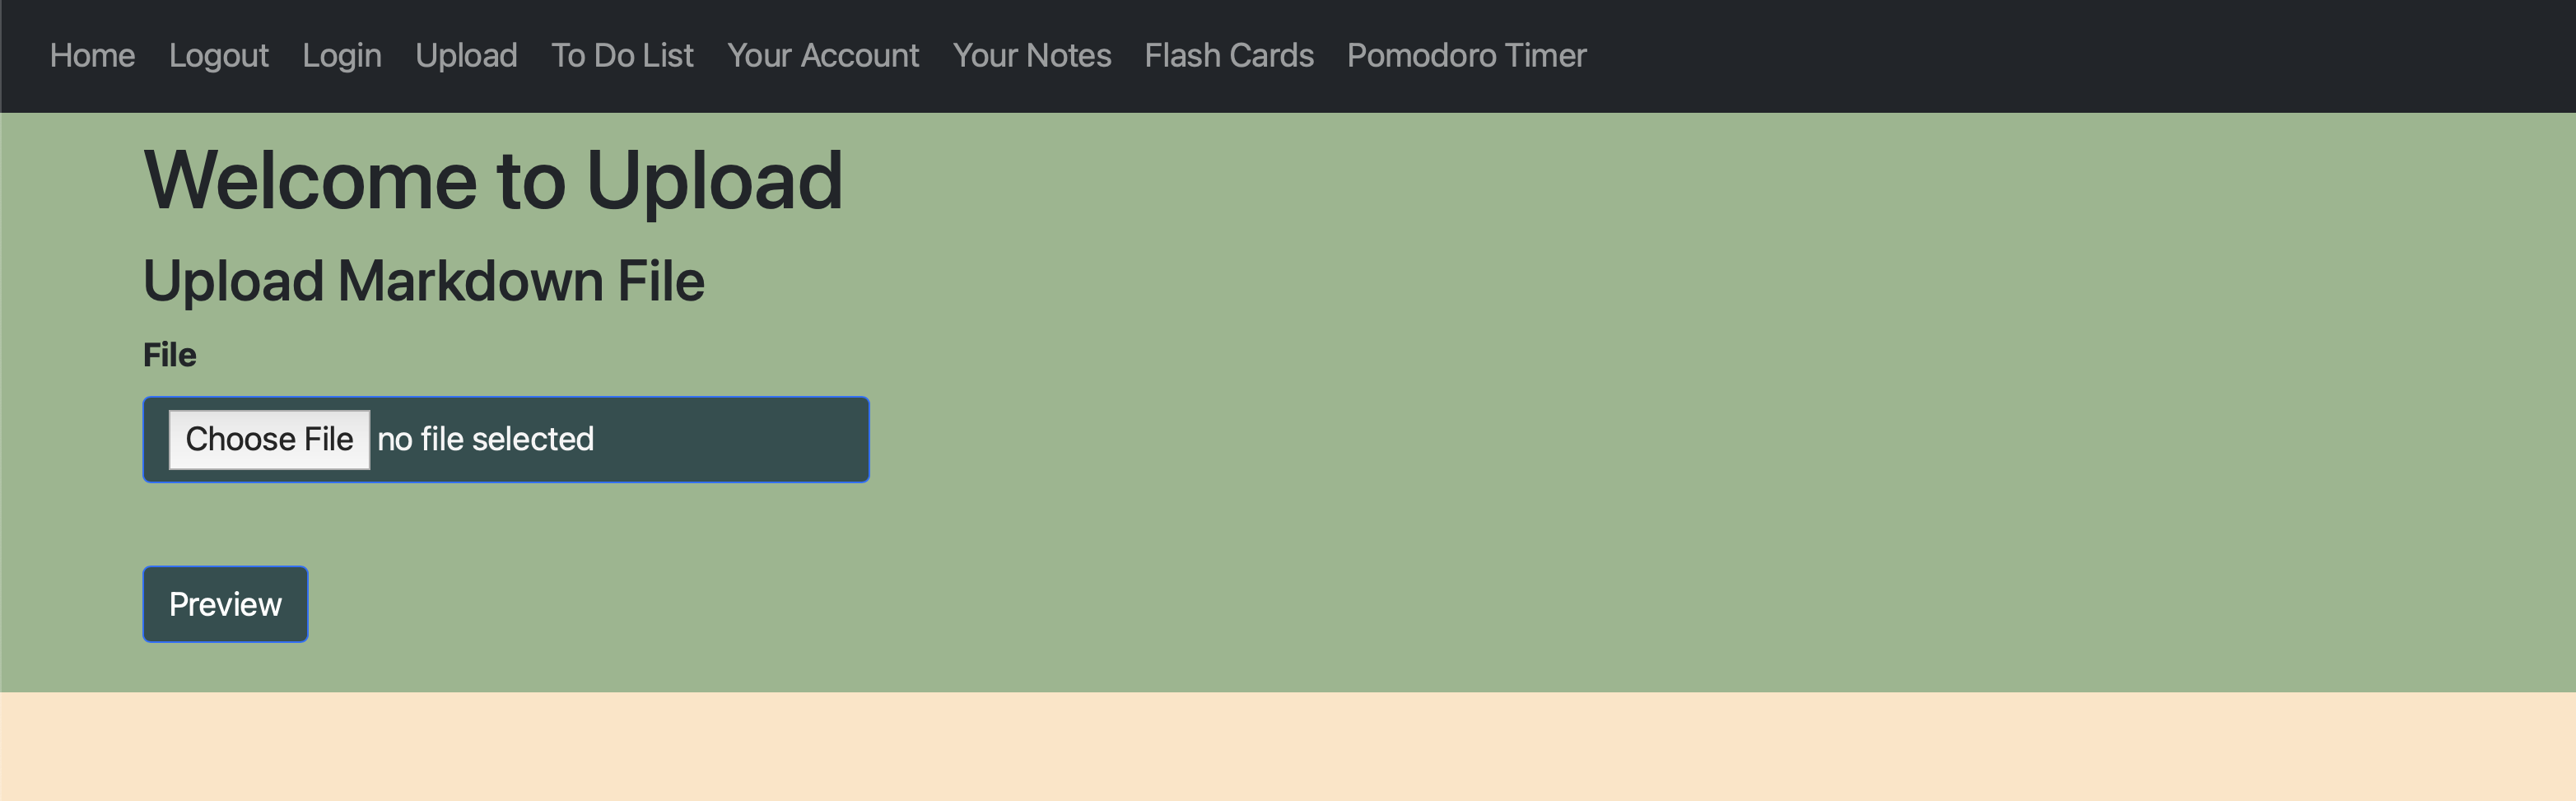 Home Logout Login Upload To Do List Your Account Your Notes Flash Cards Pomodoro Timer
Welcome to Upload
Upload Markdown File
File
Choose File no file selected
Preview